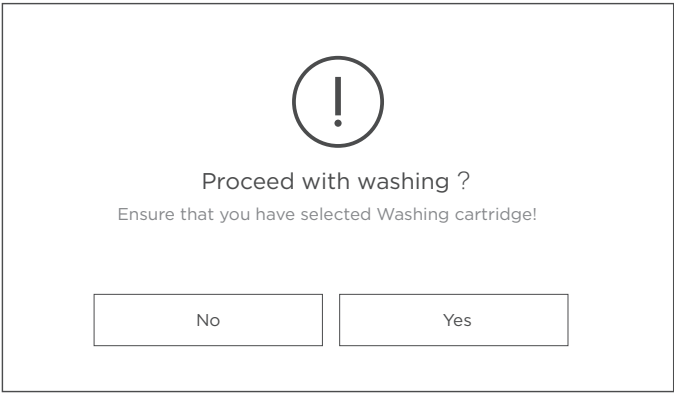 Proceed with washing ?
Ensure that you have selected Washing cartridge!
No
Yes